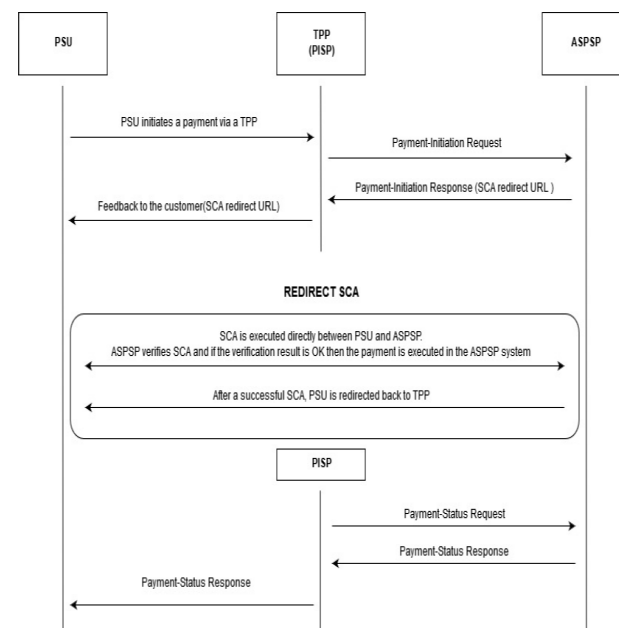 PSU
TPP
(PISP)
ASPSP
PSU initiates a payment via a TPP
Payment-Initiation Request
Payment-Initiation Response (SCA redirect URL )
Feedback to the customer(SCA redirect URL)
REDIRECT SCA
SCA is executed directly between PSU and ASPSP.
ASPSP verifies SCA and if the verification result is OK then the payment is executed in the ASPSP system
After a successful SCA, PSU is redirected back to TPP
PISP
Payment-Status Request
Payment-Status Response
Payment-Status Response